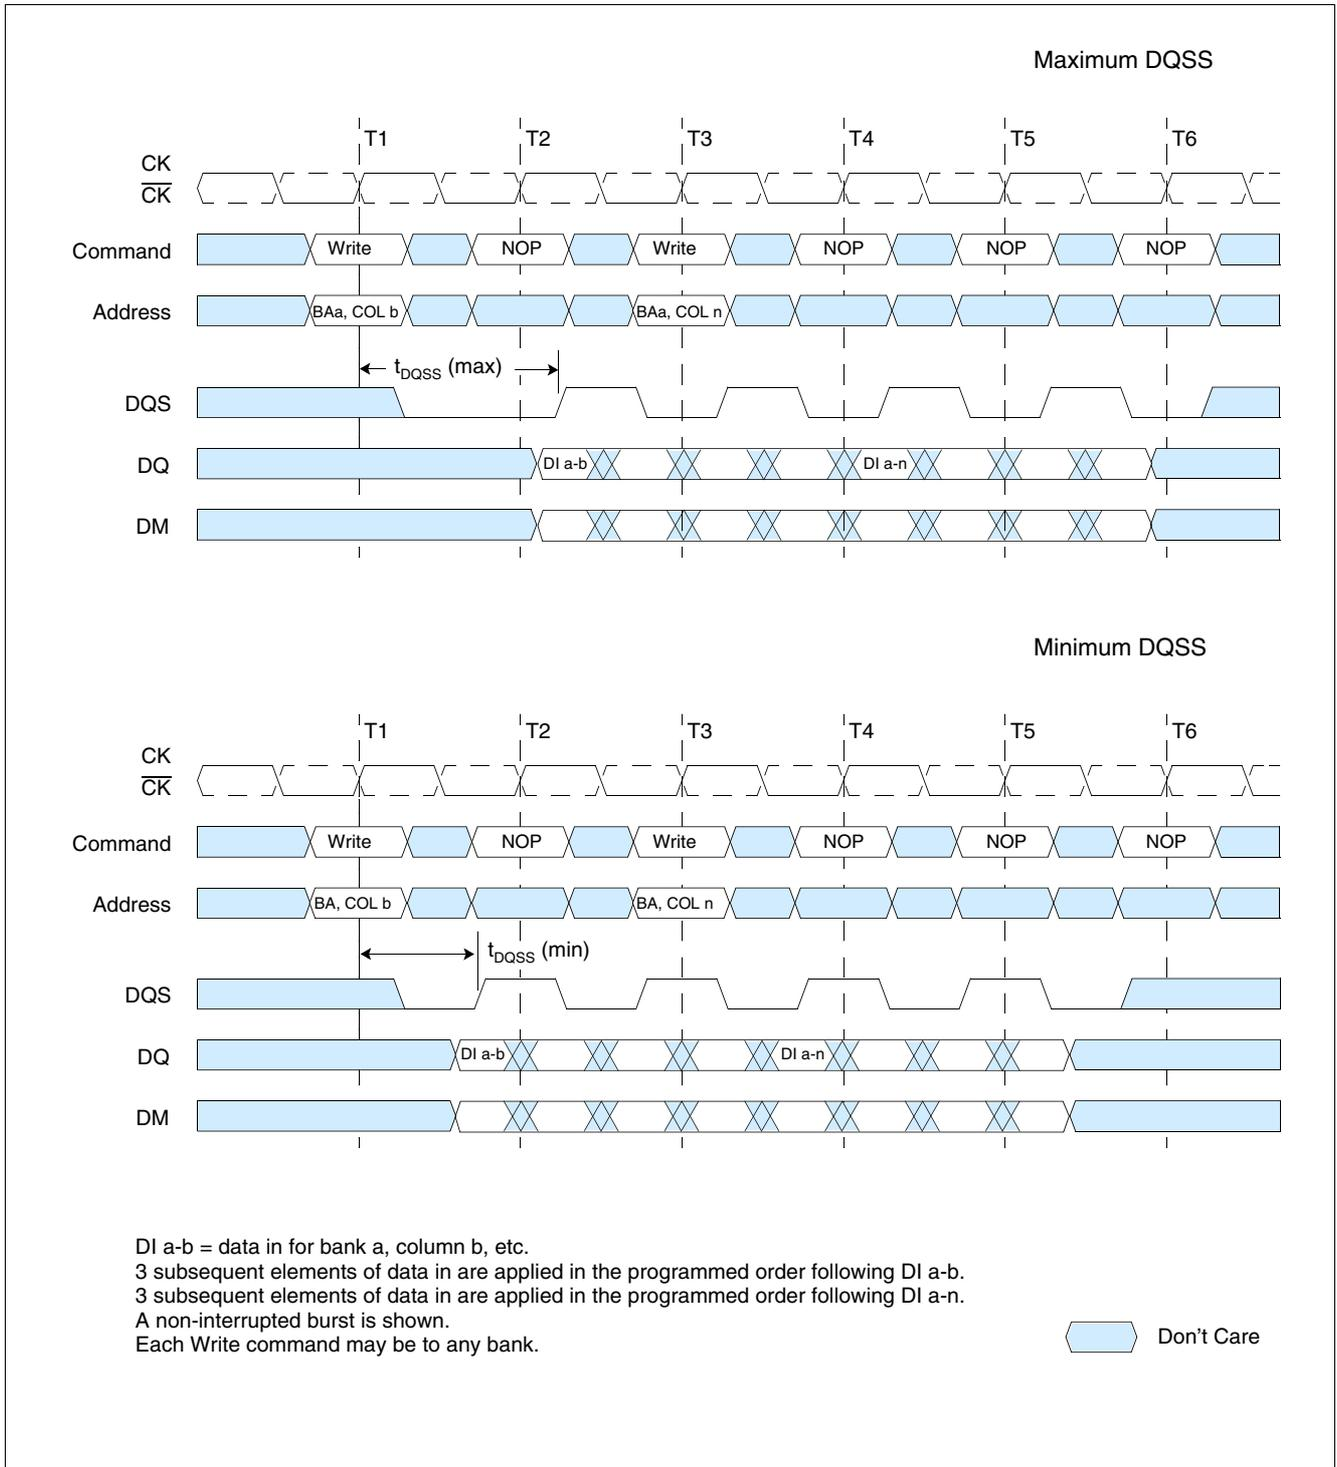 Maximum DQSS
T1 T2 T3 T4 T5 T6
CK
CK
Command Write NOP Write NOP NOP NOP
Address BAa, COL b BAa, COL n
tDQSS (max)
DQS
DQ DI a-b DI a-n
DM
Minimum DQSS
T1 T2 T3 T4 T5 T6
CK
CK
Command Write NOP Write NOP NOP NOP
Address BA, COL b BA, COL n
tDQSS (min)
DQS
DQ DI a-b DI a-n
DM
DI a-b = data in for bank a, column b, etc.
3 subsequent elements of data in are applied in the programmed order following DI a-b.
3 subsequent elements of data in are applied in the programmed order following DI a-n.
A non-interrupted burst is shown.
Each Write command may be to any bank.
Don't Care